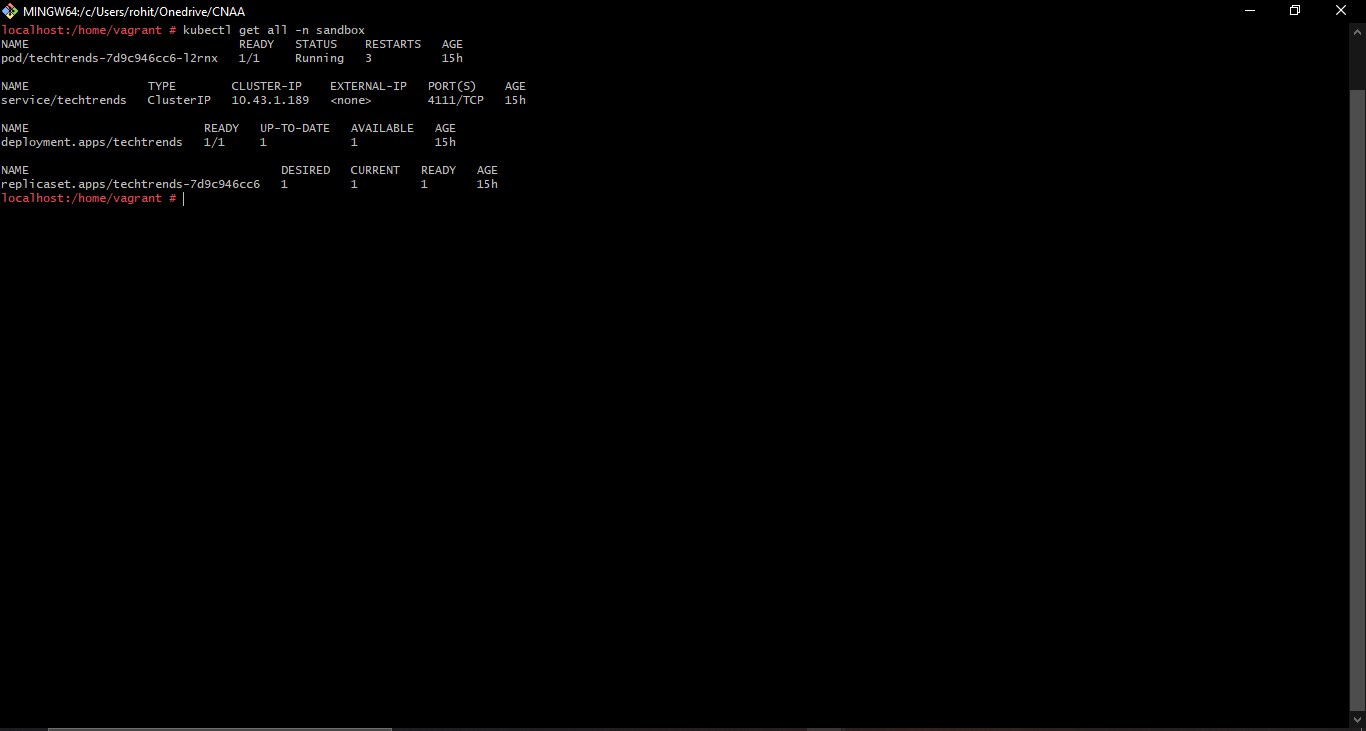 MINGW64:/c/Users/rohit/Onedrive/CNAA
localhost:/home/vagrant # kubectl get all -n sandbox
NAME                              READY   STATUS    RESTARTS   AGE
pod/techtrends-7d9c946cc6-l2rnx   1/1     Running   3          15h
NAME                 TYPE        CLUSTER-IP    EXTERNAL-IP   PORT(S)    AGE
service/techtrends   ClusterIP   10.43.1.189   <none>        4111/TCP   15h
NAME                         READY   UP-TO-DATE   AVAILABLE   AGE
deployment.apps/techtrends   1/1     1            1           15h
NAME                                    DESIRED   CURRENT   READY   AGE
replicaset.apps/techtrends-7d9c946cc6   1         1         1       15h
localhost:/home/vagrant #